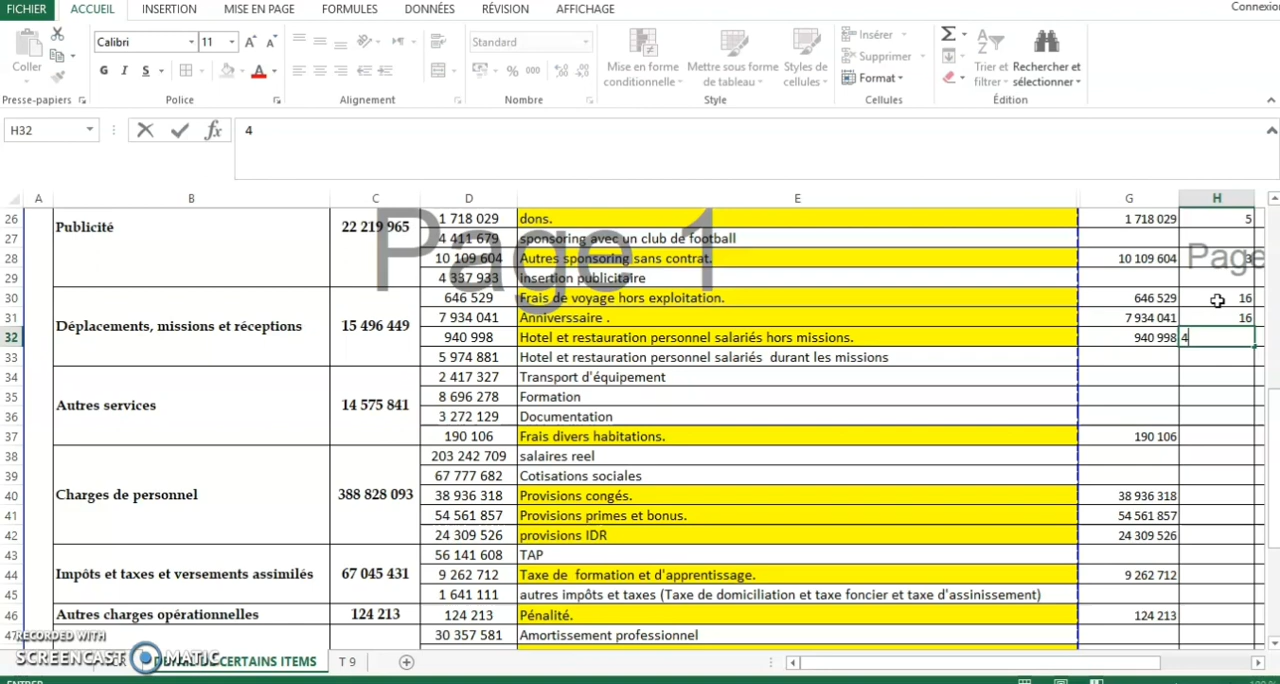 FICHIER ACCUEIL INSERTION MISE EN PAGE FORMULES DONNÉES RÉVISION AFFICHAGE Connexio
Calibri 11 Standard Insérer
Coller G I S % 000 Mise en forme Mettre sous forme Styles de Supprimer Trier et Rechercher et
conditionnelle de tableau cellules Format filtrer sélectionner
Presse-papiers Police Alignement Nombre Style Cellules Édition
H32 fx 4
A B C D E G H
26 Publicité 22 219 965 1 718 029 dons. 1 718 029 5
27 4 411 679 sponsoring avec un club de football
28 10 109 604 Autres sponsoring sans contrat. 10 109 604 3
Page 1 Page
29 4 337 933 Insertion publicitaire
30 646 529 Frais de voyage hors exploitation. 646 529 16
31 Déplacements, missions et réceptions 15 496 449 7 934 041 Anniverssaire . 7 934 041 16
32 940 998 Hotel et restauration personnel salariés hors missions. 940 998 4
33 5 974 881 Hotel et restauration personnel salariés durant les missions
34 2 417 327 Transport d'équipement
35 Autres services 14 575 841 8 696 278 Formation
36 3 272 129 Documentation
37 190 106 Frais divers habitations. 190 106
38 203 242 709 salaires reel
39 67 777 682 Cotisations sociales
40 Charges de personnel 388 828 093 38 936 318 Provisions congés. 38 936 318
41 54 561 857 Provisions primes et bonus. 54 561 857
42 24 309 526 provisions IDR 24 309 526
43 56 141 608 TAP
44 Impôts et taxes et versements assimilés 67 045 431 9 262 712 Taxe de formation et d'apprentissage. 9 262 712
45 1 641 111 autres impôts et taxes (Taxe de domiciliation et taxe foncier et taxe d'assinissement)
46 Autres charges opérationnelles 124 213 124 213 Pénalité. 124 213
47 30 357 581 Amortissement professionnel
RECORDED WITH
SCREENCAST MATIC CERTAINS ITEMS T 9
ENTRER